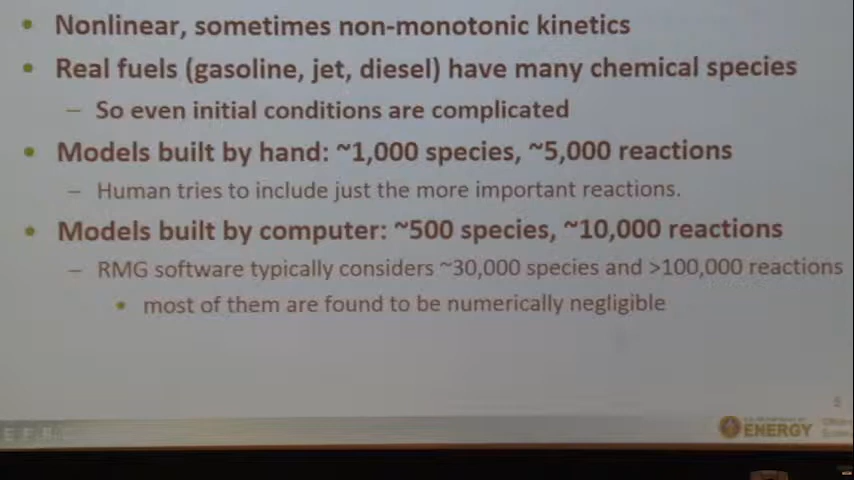 • Nonlinear, sometimes non-monotonic kinetics
• Real fuels (gasoline, jet, diesel) have many chemical species
– So even initial conditions are complicated
• Models built by hand: ~1,000 species, ~5,000 reactions
– Human tries to include just the more important reactions.
• Models built by computer: ~500 species, ~10,000 reactions
– RMG software typically considers ~30,000 species and >100,000 reactions
• most of them are found to be numerically negligible
ENERGY